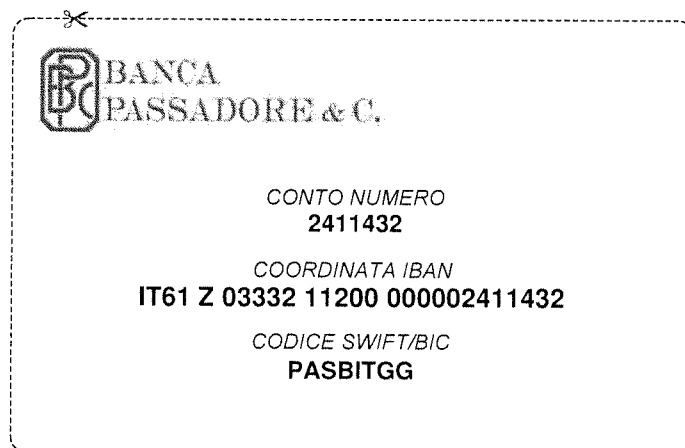 BANCA
PASSADORE & C.
CONTO NUMERO
2411432
COORDINATA IBAN
IT61 Z 03332 11200 000002411432
CODICE SWIFT/BIC
PASBITGG